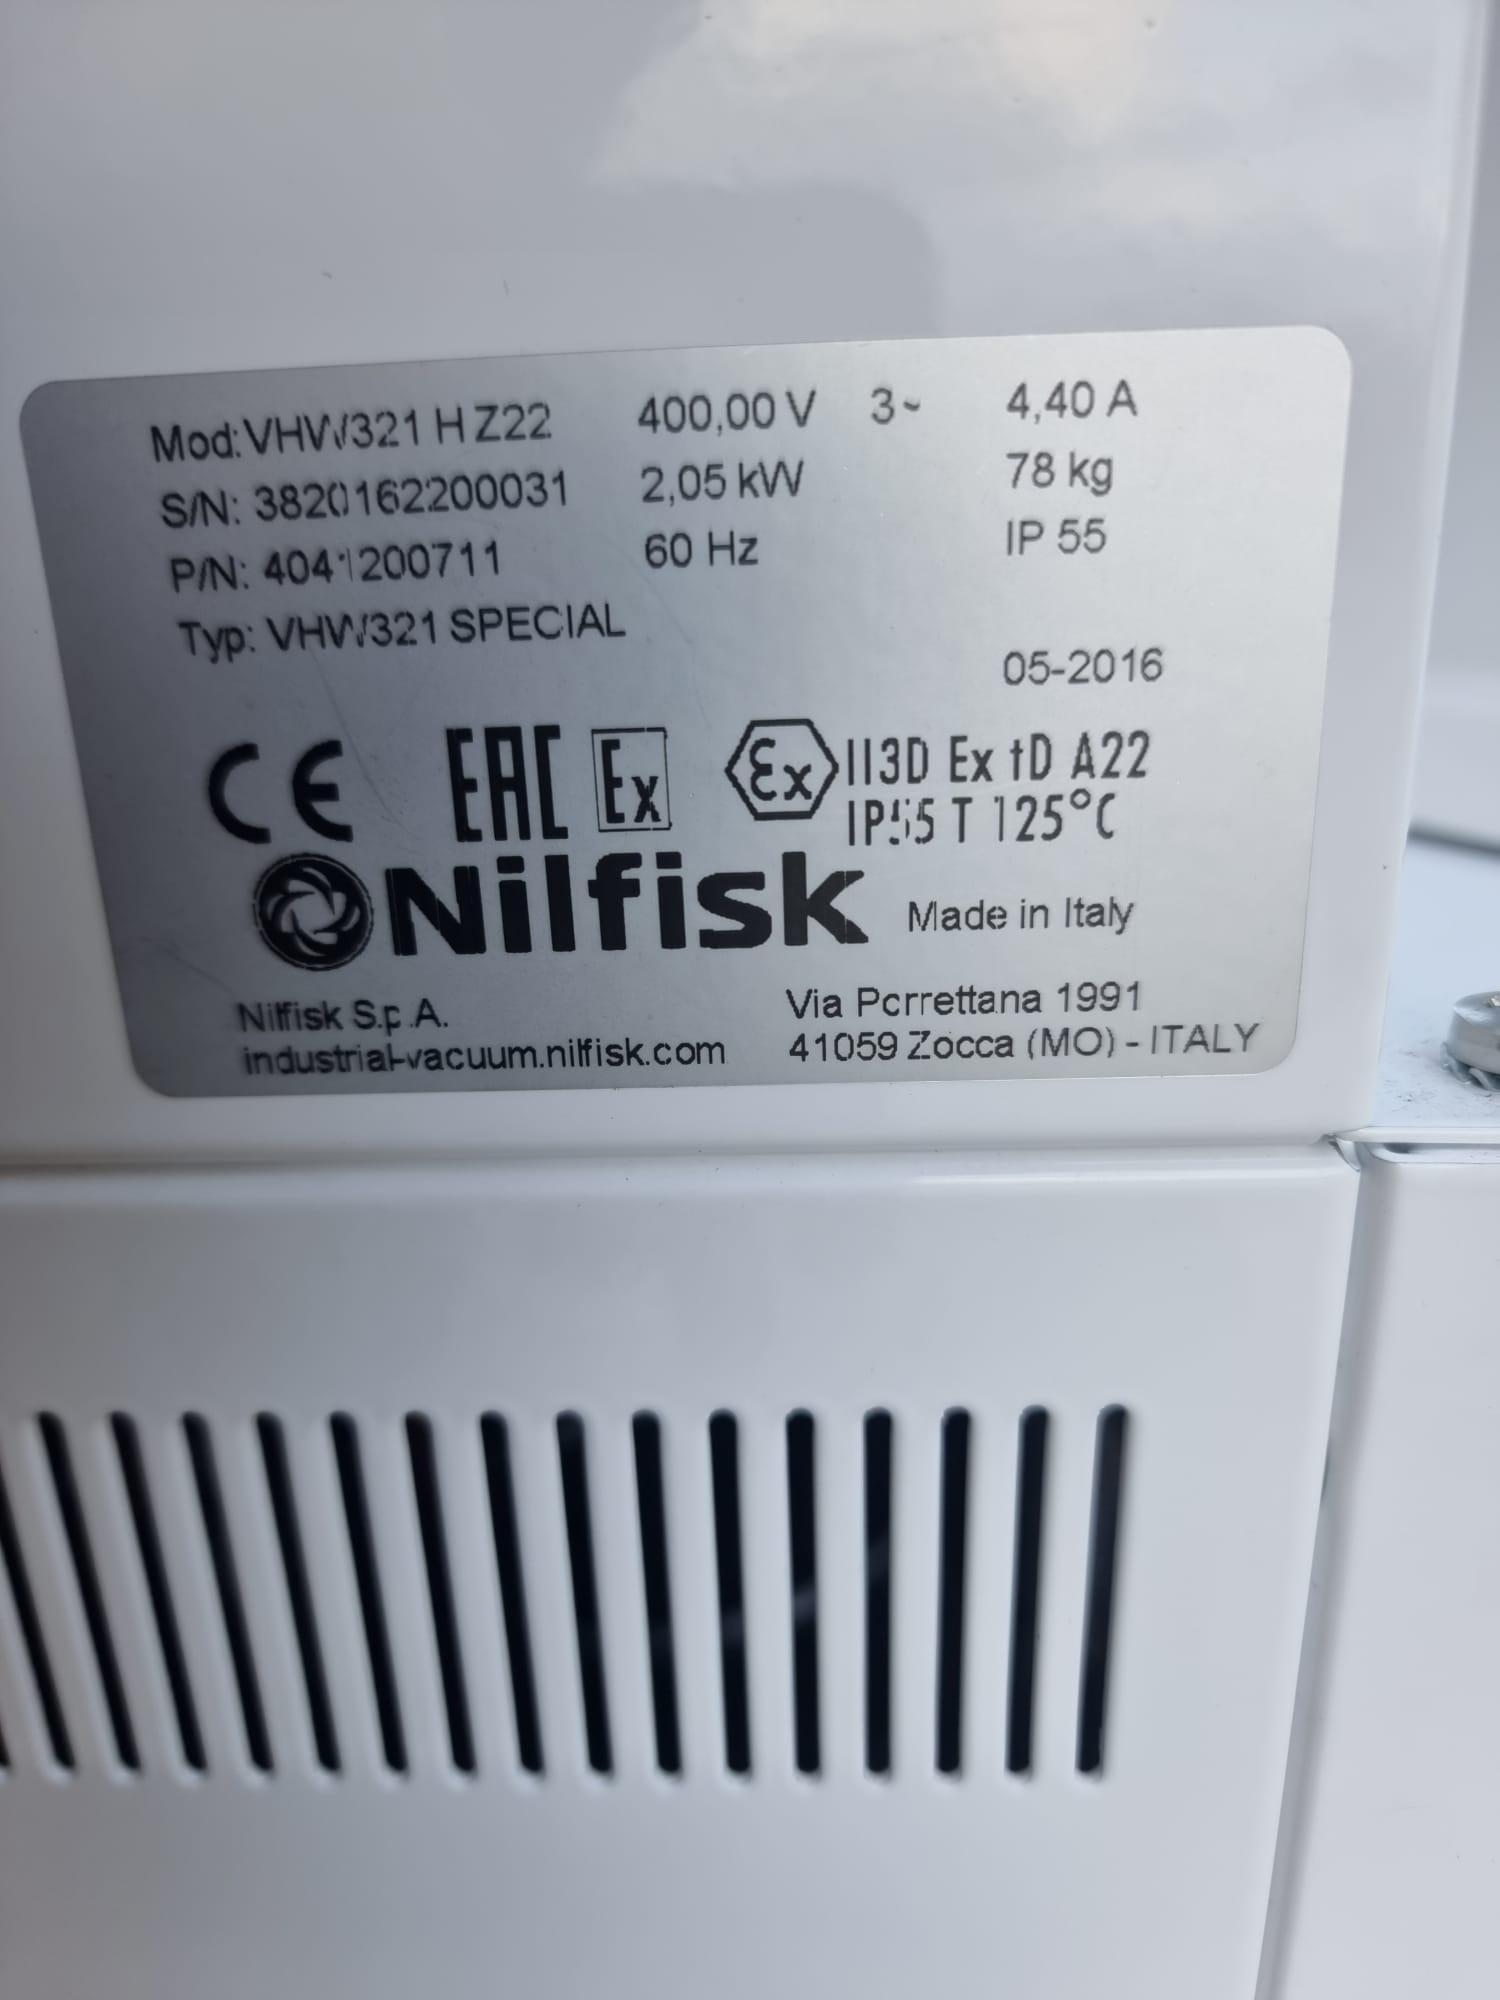 Mod: VHW321 H Z22 400,00 V 3~ 4,40 A
S/N: 3820162200031 2,05 kW 78 kg
P/N: 4041200711 60 Hz IP 55
Typ: VHW321 SPECIAL
05-2016
CE EAC Ex Ex II3D Ex tD A22
IP55 T 125°C
Nilfisk Made in Italy
Nilfisk S.p.A. Via Porrettana 1991
industrial-vacuum.nilfisk.com 41059 Zocca (MO) - ITALY